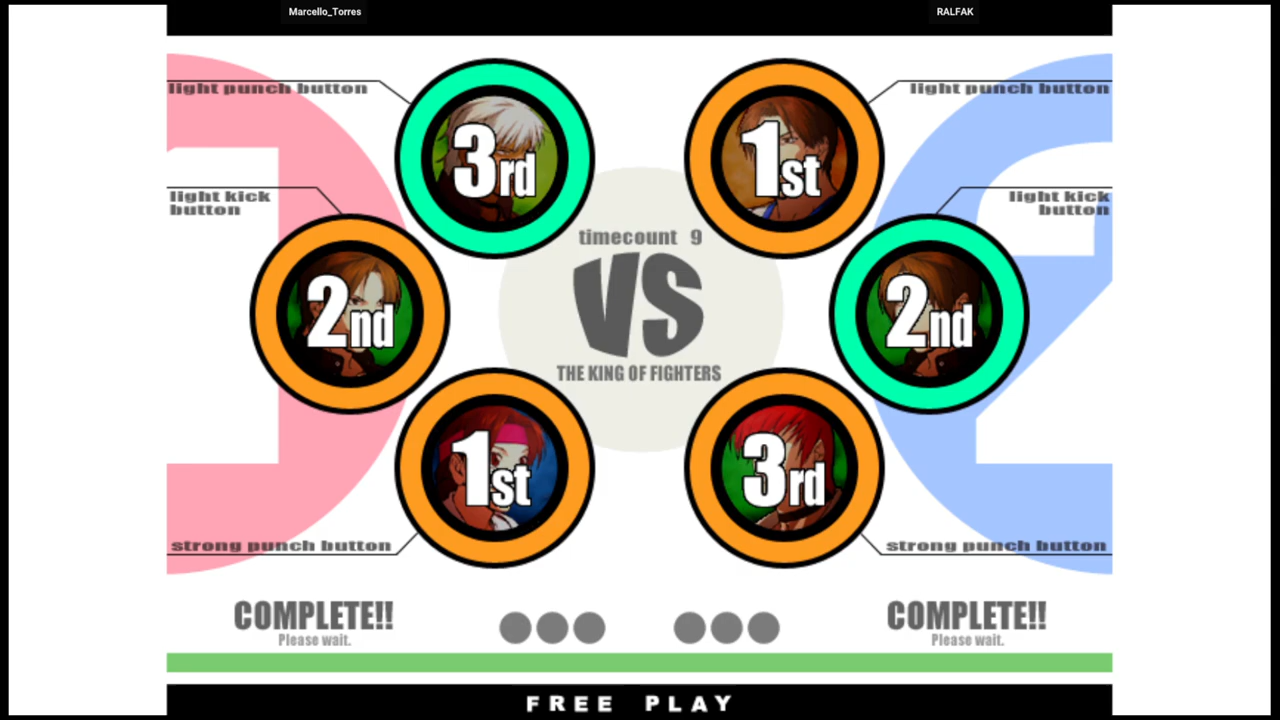 Marcello_Torres
RALFAK
light punch button
light punch button
3rd
1st
light kick
button
light kick
button
timecount 9
VS
THE KING OF FIGHTERS
2nd
2nd
1st
3rd
strong punch button
strong punch button
COMPLETE!!
Please wait.
COMPLETE!!
Please wait.
FREE PLAY